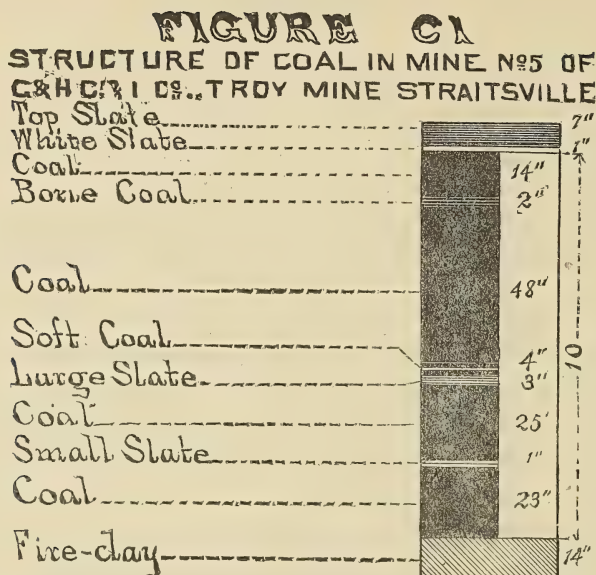 FIGURE CI
STRUCTURE OF COAL IN MINE Nº5 OF
C&H C.& I Cº., TROY MINE STRAITSVILLE
Top Slate 7"
White Slate 1"
Coal 14"
Bone Coal 2"
Coal 48"
Soft Coal 4"
Large Slate 3"
10
Coal 25'
Small Slate 1"
Coal 23"
Fire-clay 14"